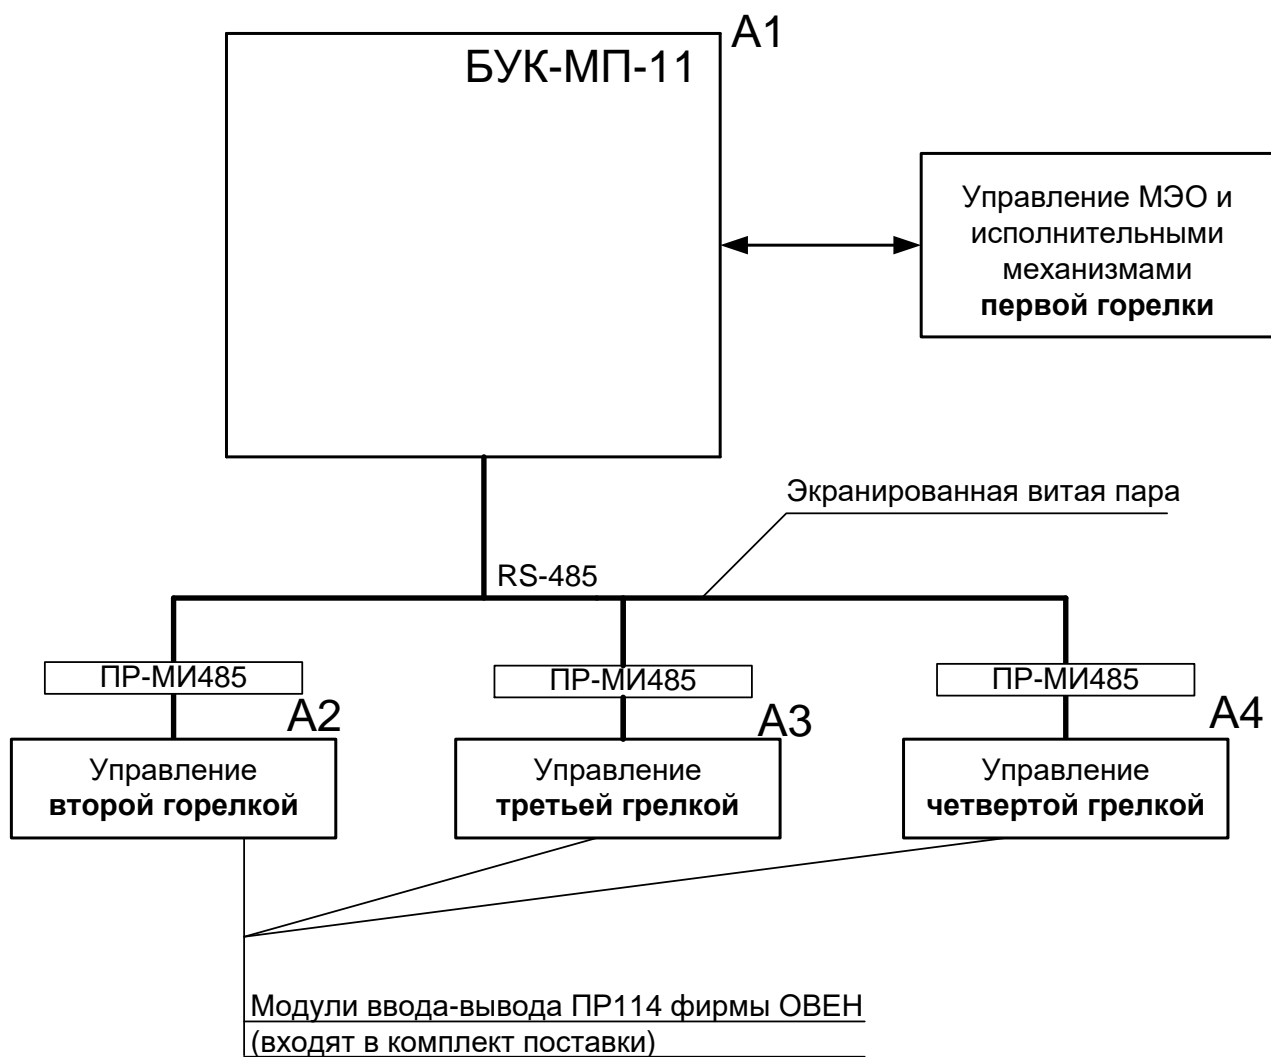 А1
БУК-МП-11
Управление МЭО и
исполнительными
механизмами
первой горелки
Экранированная витая пара
RS-485
ПР-МИ485
ПР-МИ485
ПР-МИ485
А2
А3
А4
Управление
второй горелкой
Управление
третьей грелкой
Управление
четвертой грелкой
Модули ввода-вывода ПР114 фирмы ОВЕН
(входят в комплект поставки)